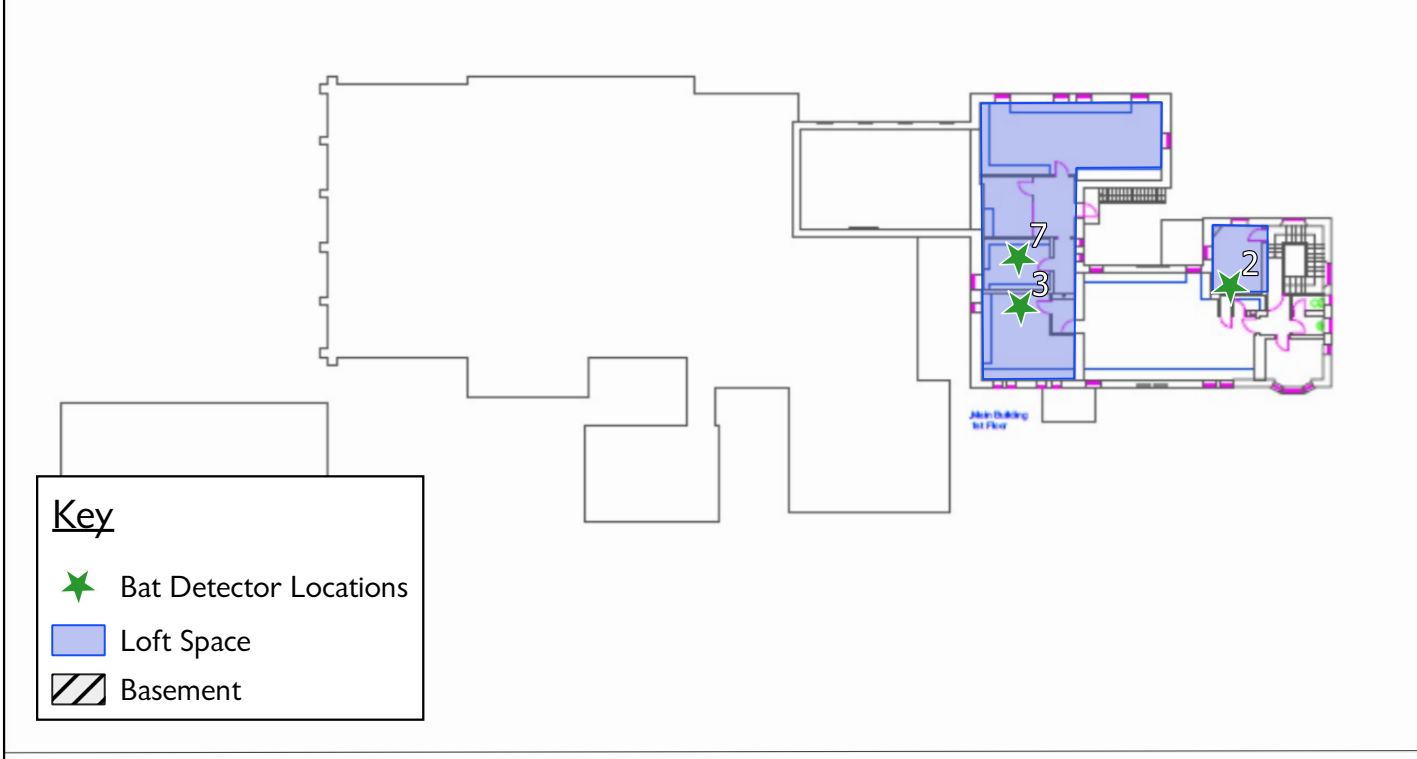 7
3
2
Main Building
1st Floor
Key
Bat Detector Locations
Loft Space
Basement